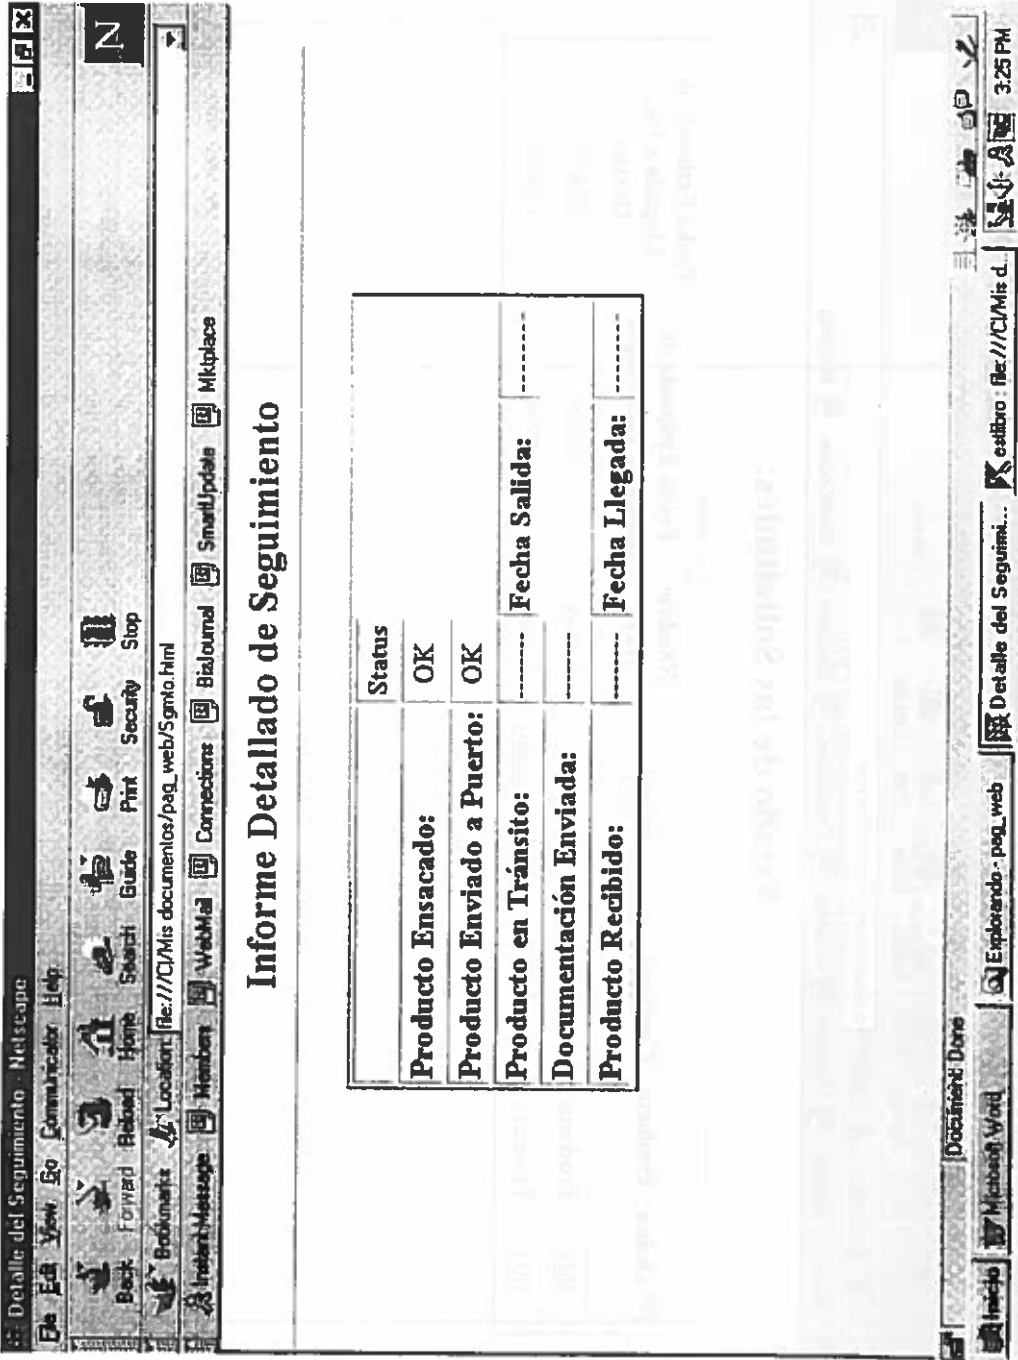 Detalle del Seguimiento - Netscape
File Edit View Go Communicator Help
Back Forward Reload Home Search Guide Print Security Stop
Bookmarks Location: file:///C|/Mis documentos/pag_web/Sgmto.html
Instant Message Members WebMail Connections BizJournal SmartUpdate Mktplace
N
Informe Detallado de Seguimiento
Status
Producto Ensacado: OK
Producto Enviado a Puerto: OK
Producto en Tránsito: -------- Fecha Salida: ---------
Documentación Enviada: --------
Producto Recibido: -------- Fecha Llegada: --------
Document: Done
Inicio Microsoft Word Explorando - pag_web Detalle del Seguimi... estlibro : file:///C|/Mis d... 3:25 PM